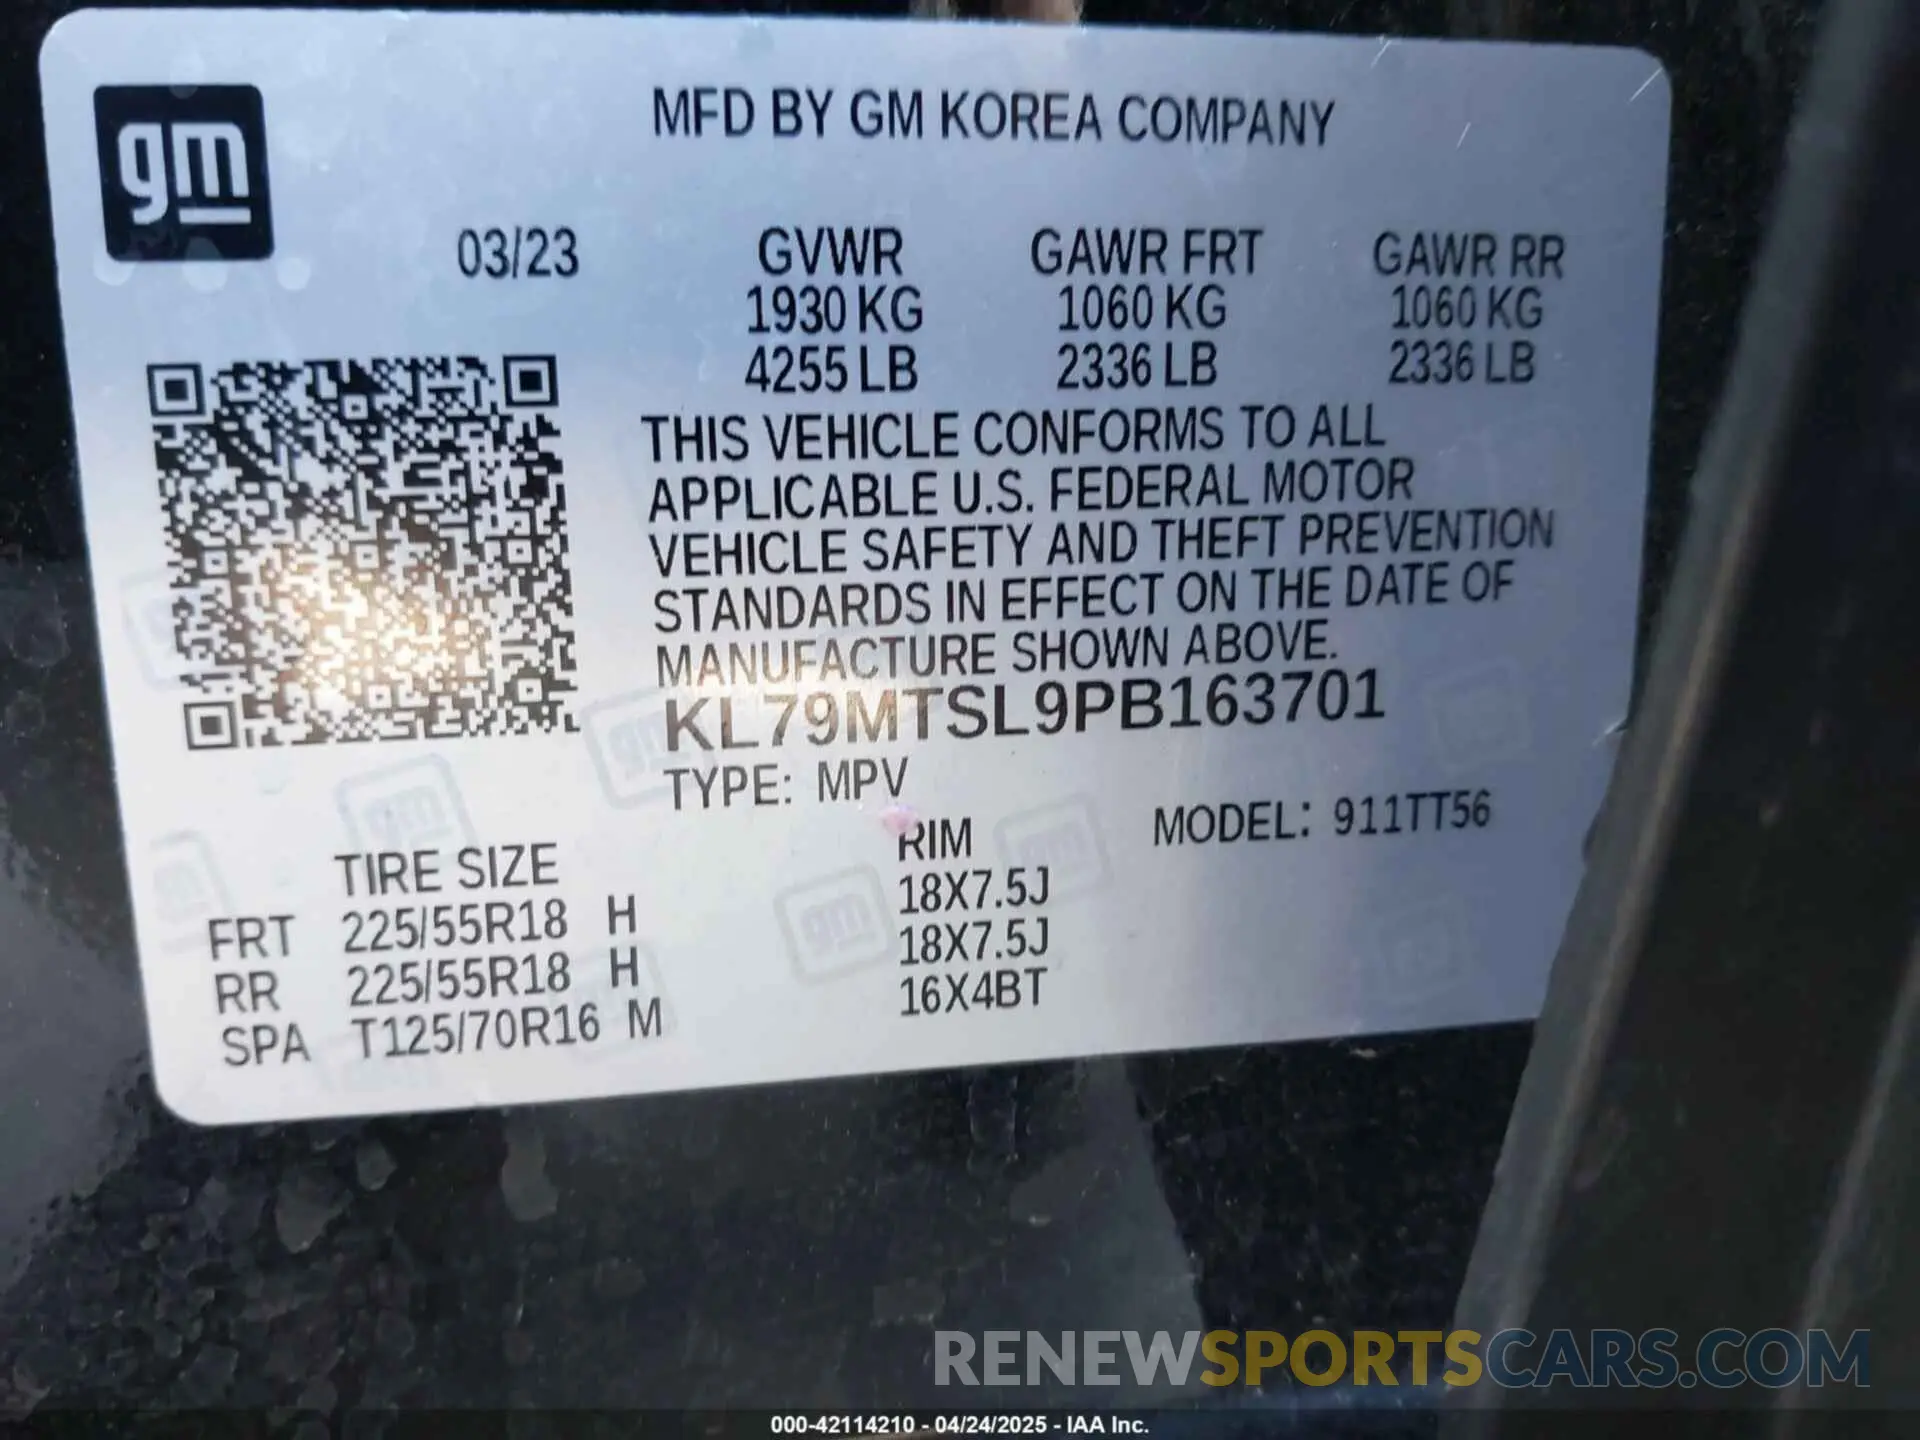 gm
MFD BY GM KOREA COMPANY
03/23 GVWR GAWR FRT GAWR RR
1930 KG 1060 KG 1060 KG
4255 LB 2336 LB 2336 LB
THIS VEHICLE CONFORMS TO ALL
APPLICABLE U.S. FEDERAL MOTOR
VEHICLE SAFETY AND THEFT PREVENTION
STANDARDS IN EFFECT ON THE DATE OF
MANUFACTURE SHOWN ABOVE.
KL79MTSL9PB163701
TYPE: MPV
MODEL: 911TT56
TIRE SIZE RIM
FRT 225/55R18 H 18X7.5J
RR 225/55R18 H 18X7.5J
SPA T125/70R16 M 16X4BT
RENEWSPORTSCARS.COM
000-42114210 - 04/24/2025 - IAA Inc.